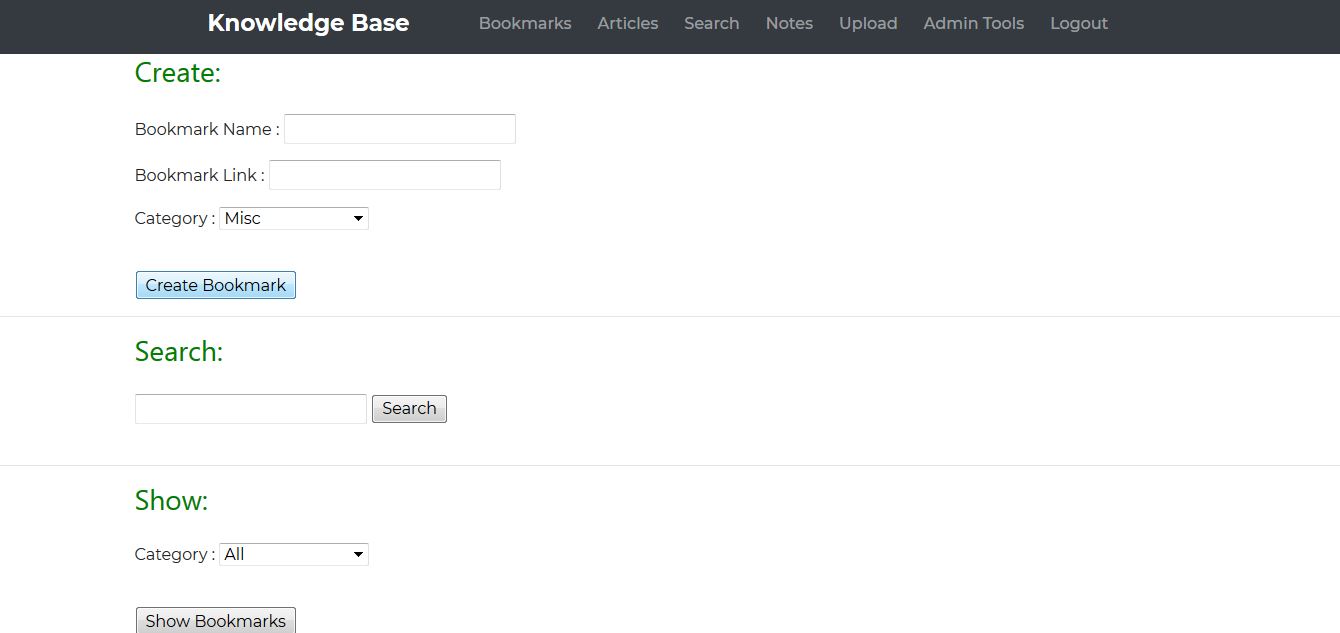 Knowledge Base Bookmarks Articles Search Notes Upload Admin Tools Logout
Create:
Bookmark Name :
Bookmark Link :
Category : Misc
Create Bookmark
Search:
Search
Show:
Category : All
Show Bookmarks